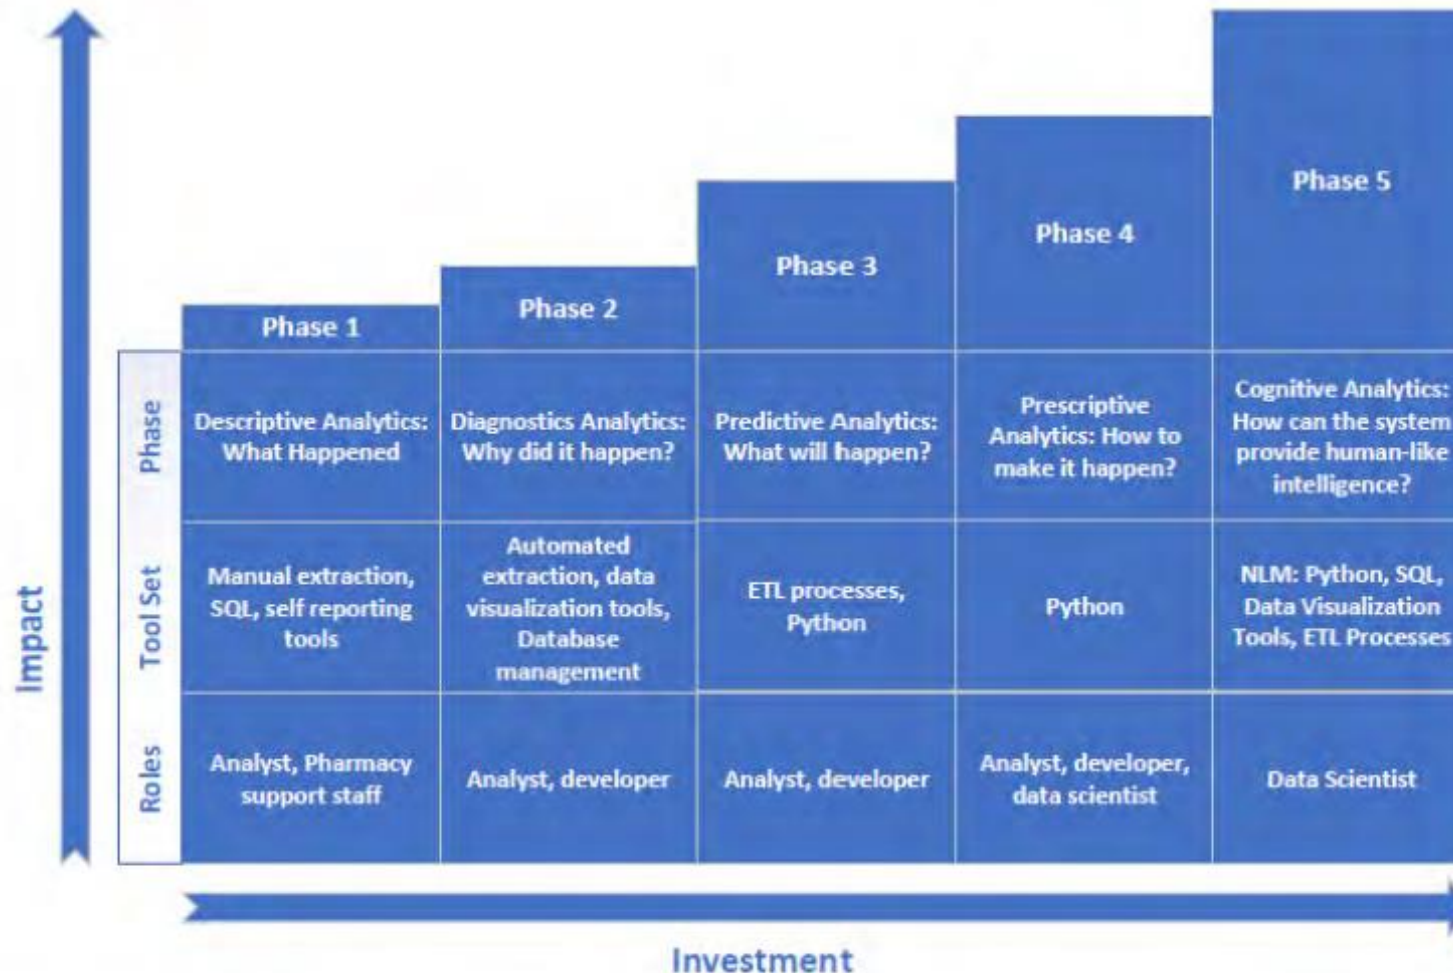 Phase 5
Phase 4
Phase 3
Phase 2
Phase 1
Phase
Descriptive Analytics:
What Happened
Diagnostics Analytics:
Why did it happen?
Predictive Analytics:
What will happen?
Prescriptive
Analytics: How to
make it happen?
Cognitive Analytics:
How can the system
provide human-like
intelligence?
Tool Set
Manual extraction,
SQL, self reporting
tools
Automated
extraction, data
visualization tools,
Database
management
ETL processes,
Python
Python
NLM: Python, SQL,
Data Visualization
Tools, ETL Processes
Roles
Analyst, Pharmacy
support staff
Analyst, developer
Analyst, developer
Analyst, developer,
data scientist
Data Scientist
Impact
Investment